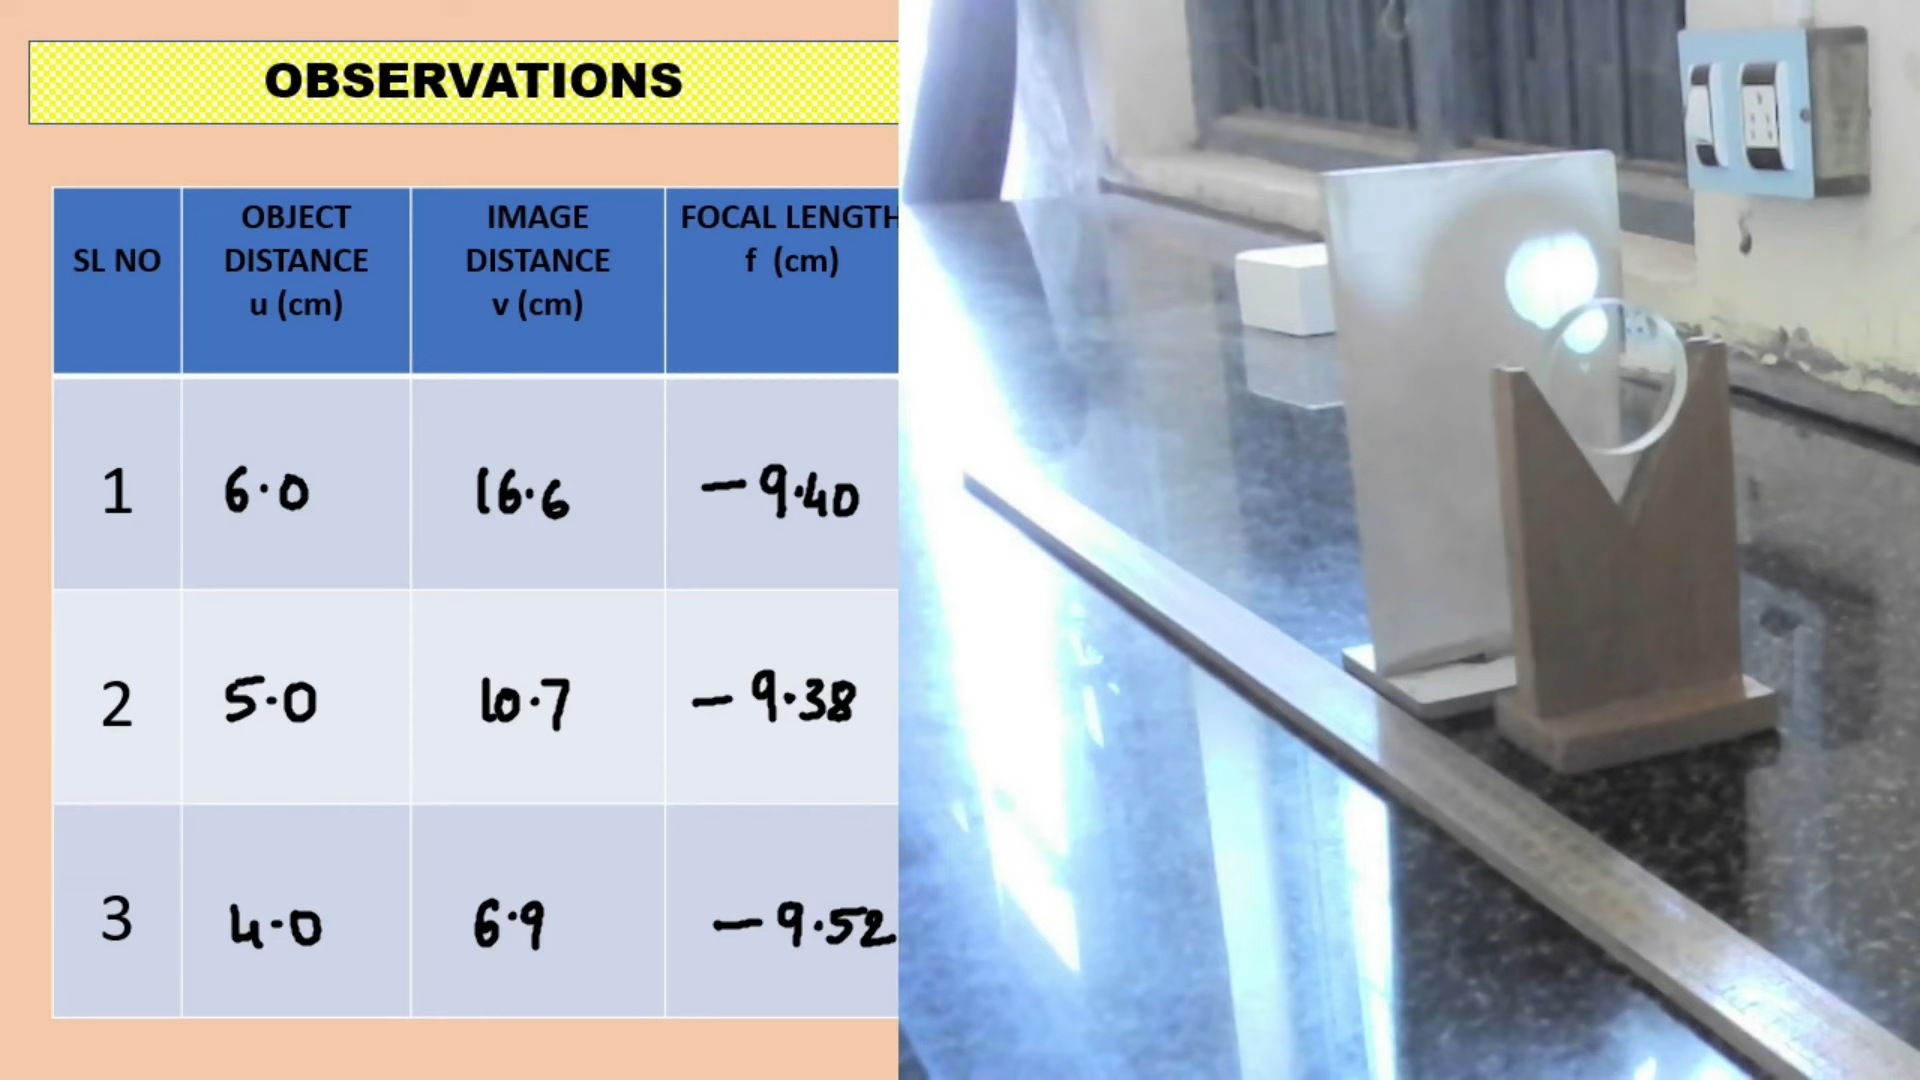 OBSERVATIONS
SL NO
OBJECT
DISTANCE
u (cm)
IMAGE
DISTANCE
v (cm)
FOCAL LENGTH
f (cm)
1
6.0
16.6
-9.40
2
5.0
10.7
-9.38
3
4.0
6.9
-9.52